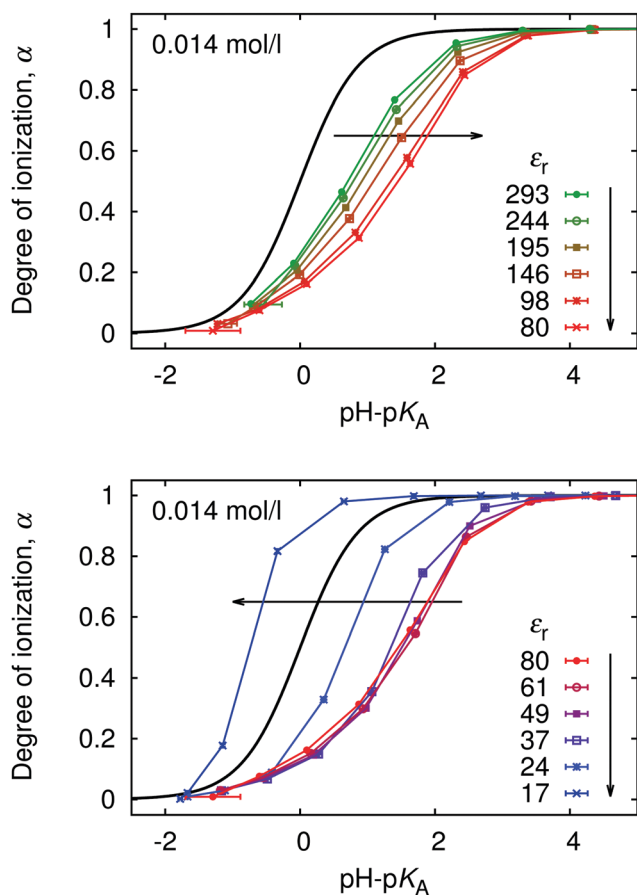 1
0.8
0.6
0.4
0.2
0
Degree of ionization, α
0.014 mol/l
εr
293
244
195
146
98
80
-2 0 2 4
pH-pKA
1
0.8
0.6
0.4
0.2
0
Degree of ionization, α
0.014 mol/l
εr
80
61
49
37
24
17
-2 0 2 4
pH-pKA